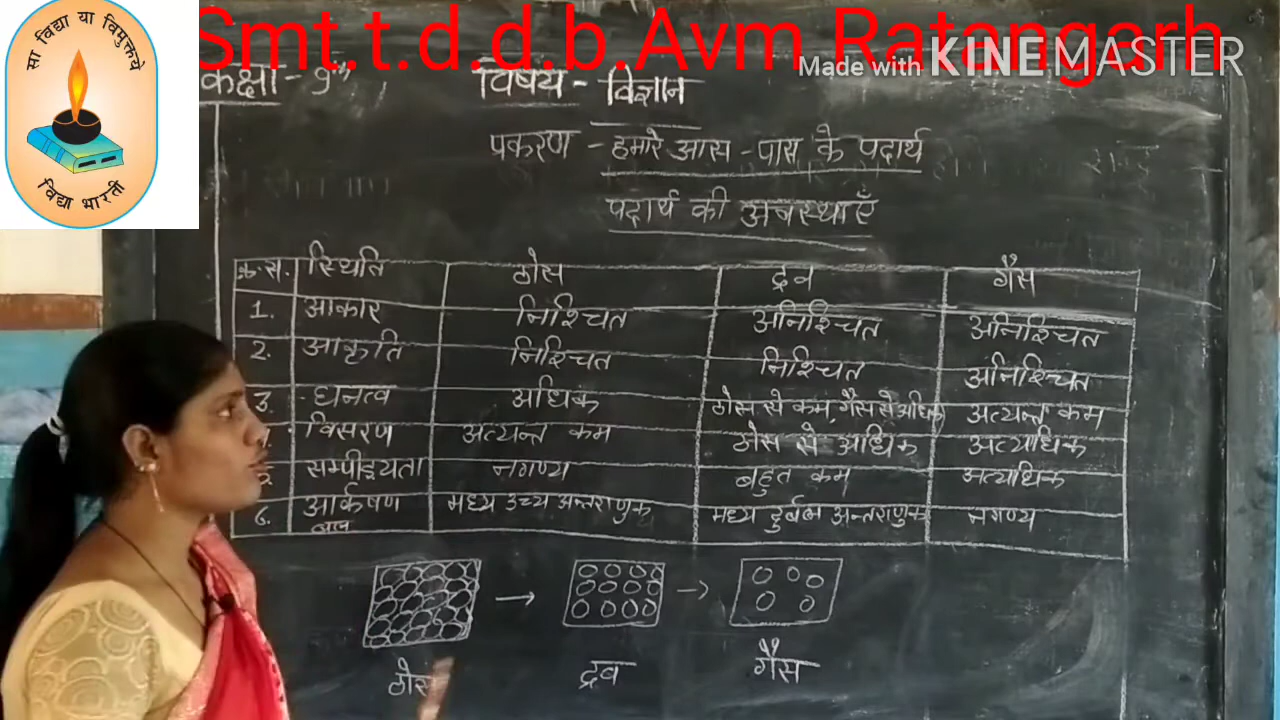 सा विद्या या विमुक्तये
विद्या भारती
Smt.t.d.d.b.Avm Ratangarh
Made with KINEMASTER
कक्षा - 9th, विषय - विज्ञान
प्रकरण - हमारे आस - पास के पदार्थ
पदार्थ की अवस्थाएँ
क्र.स. स्थिति ठोस द्रव गैस
1. आकार निश्चित अनिश्चित अनिश्चित
2. आकृति निश्चित निश्चित अनिश्चित
3. घनत्व अधिक ठोस से कम, गैस से अधिक अत्यन्त कम
विसरण अत्यन्त कम ठोस से अधिक अत्यधिक
सम्पीड्यता नगण्य बहुत कम अत्यधिक
6. आर्कषण बल मध्य उच्च अन्तराणुक मध्य दुर्बल अन्तराणुक नगण्य
ठोस द्रव गैस